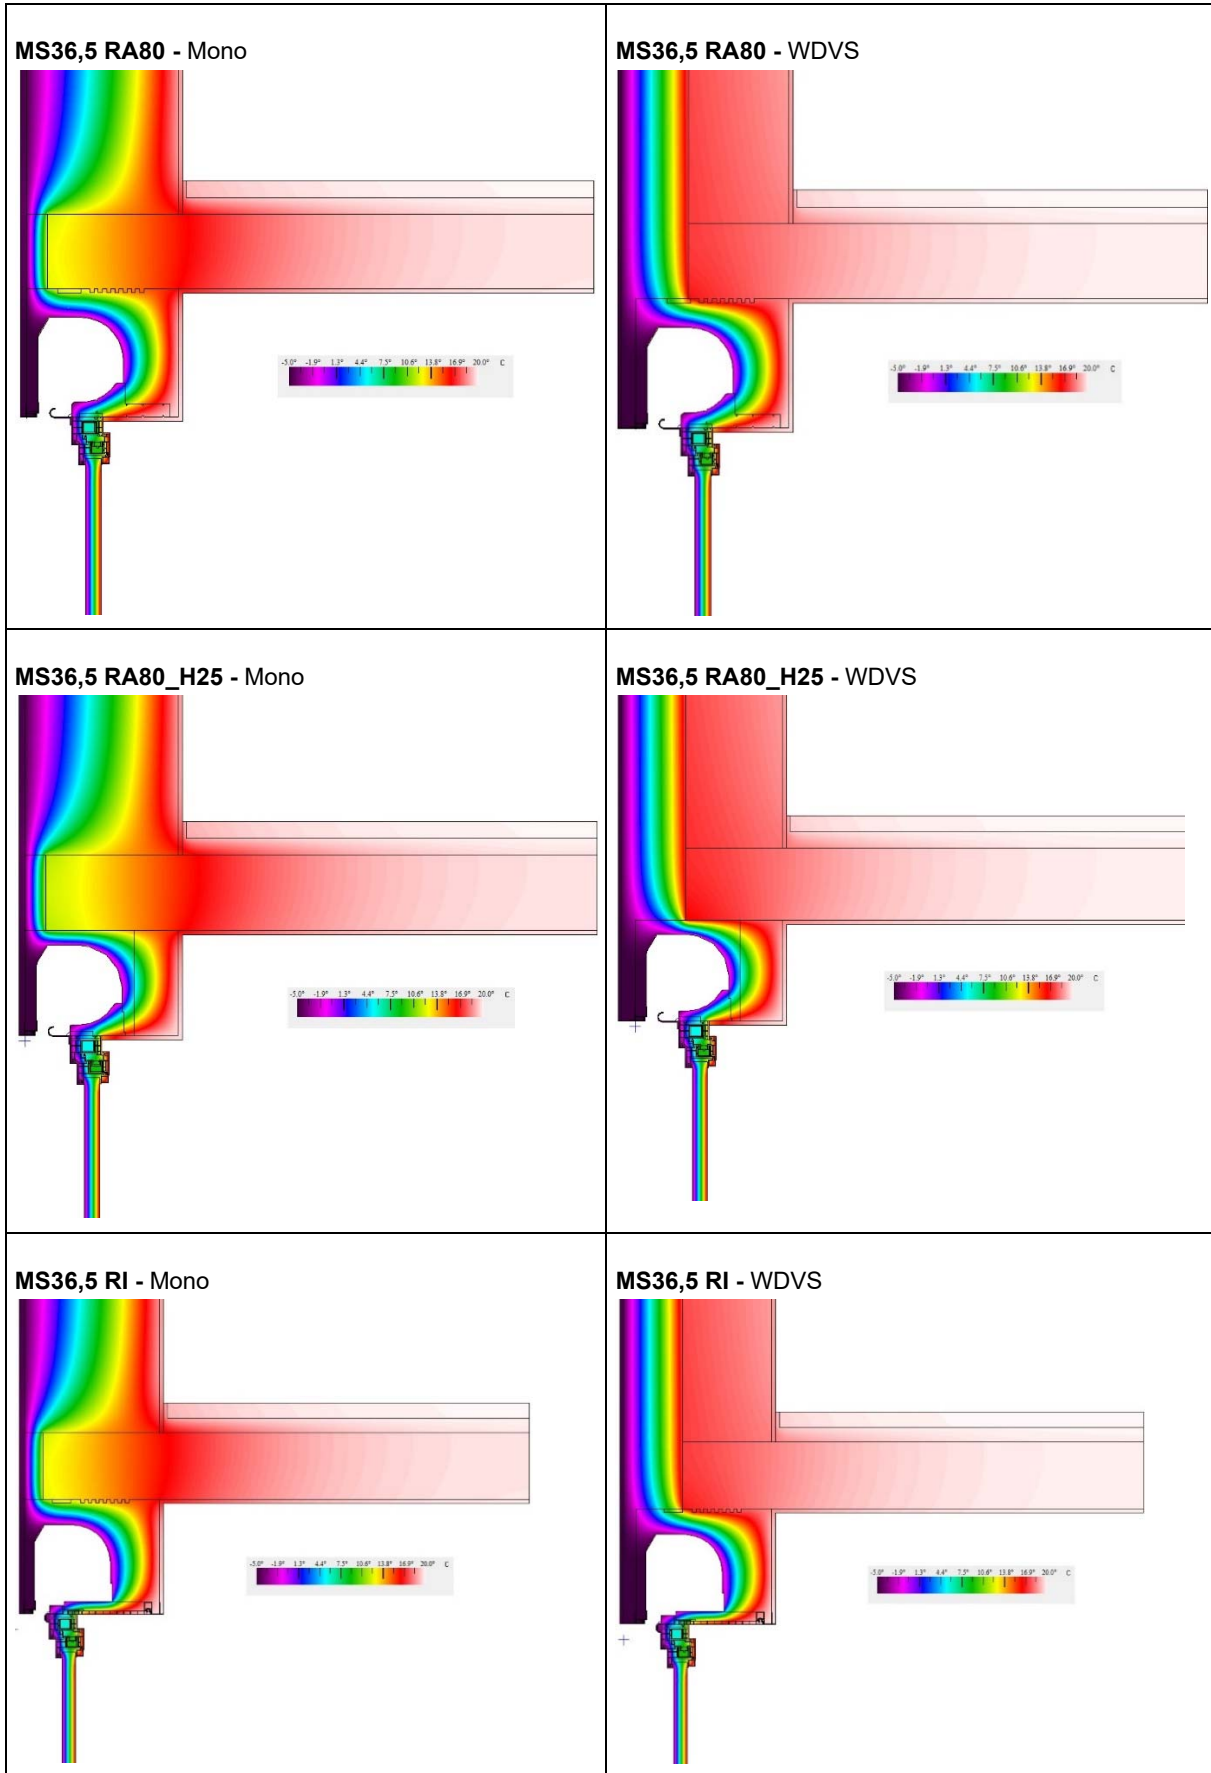 MS36,5 RA80 - Mono
MS36,5 RA80 - WDVS
-5.0° -1.9° 1.3° 4.4° 7.5° 10.6° 13.8° 16.9° 20.0° C
-5.0° -1.9° 1.3° 4.4° 7.5° 10.6° 13.8° 16.9° 20.0° C
MS36,5 RA80_H25 - Mono
MS36,5 RA80_H25 - WDVS
-5.0° -1.9° 1.3° 4.4° 7.5° 10.6° 13.8° 16.9° 20.0° C
-5.0° -1.9° 1.3° 4.4° 7.5° 10.6° 13.8° 16.9° 20.0° C
MS36,5 RI - Mono
MS36,5 RI - WDVS
-5.0° -1.9° 1.3° 4.4° 7.5° 10.6° 13.8° 16.9° 20.0° C
-5.0° -1.9° 1.3° 4.4° 7.5° 10.6° 13.8° 16.9° 20.0° C